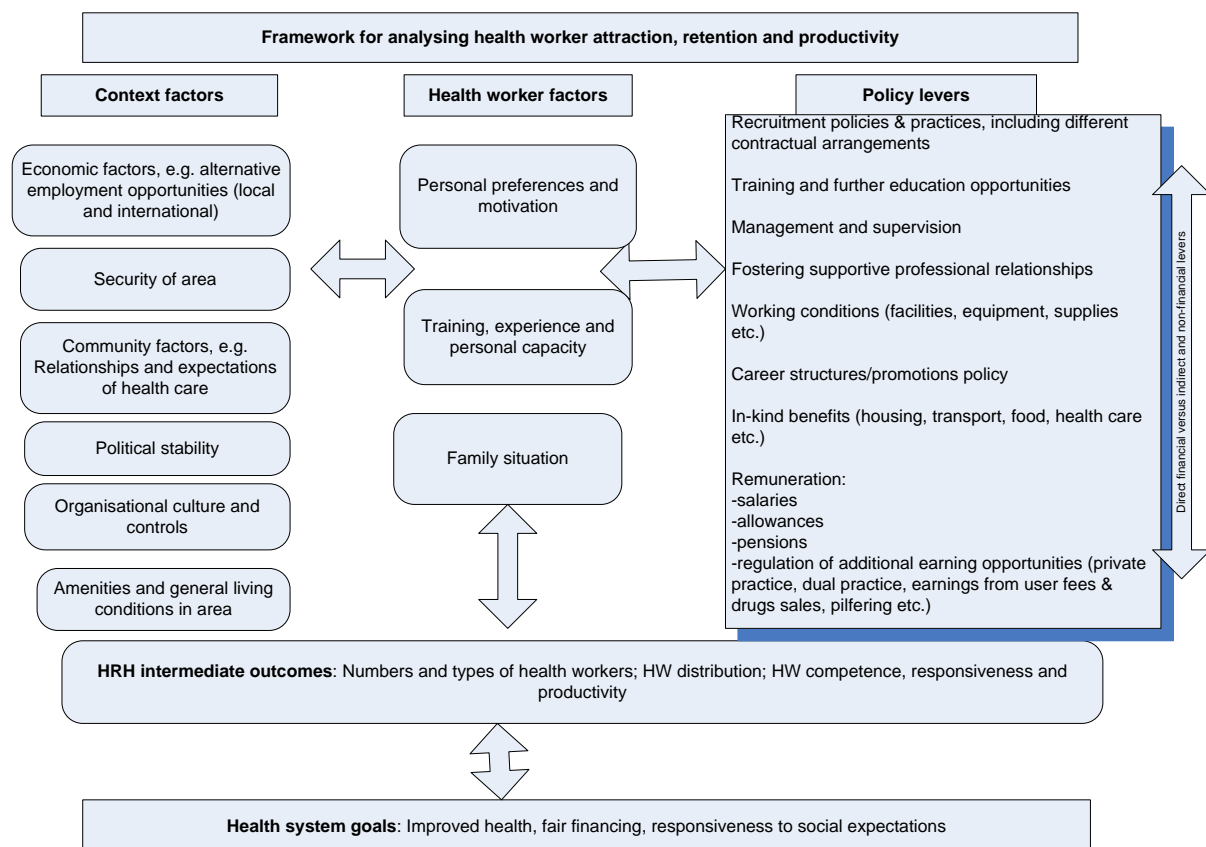 Framework for analysing health worker attraction, retention and productivity
Context factors
Economic factors, e.g. alternative
employment opportunities (local
and international)
Security of area
Community factors, e.g.
Relationships and expectations
of health care
Political stability
Organisational culture and
controls
Amenities and general living
conditions in area
Health worker factors
Personal preferences and
motivation
Training, experience and
personal capacity
Family situation
Policy levers
Recruitment policies & practices, including different
contractual arrangements
Training and further education opportunities
Management and supervision
Fostering supportive professional relationships
Working conditions (facilities, equipment, supplies
etc.)
Career structures/promotions policy
In-kind benefits (housing, transport, food, health care
etc.)
Remuneration:
-salaries
-allowances
-pensions
-regulation of additional earning opportunities (private
practice, dual practice, earnings from user fees &
drugs sales, pilfering etc.)
Direct financial versus indirect and non-financial levers
HRH intermediate outcomes: Numbers and types of health workers; HW distribution; HW competence, responsiveness and
productivity
Health system goals: Improved health, fair financing, responsiveness to social expectations